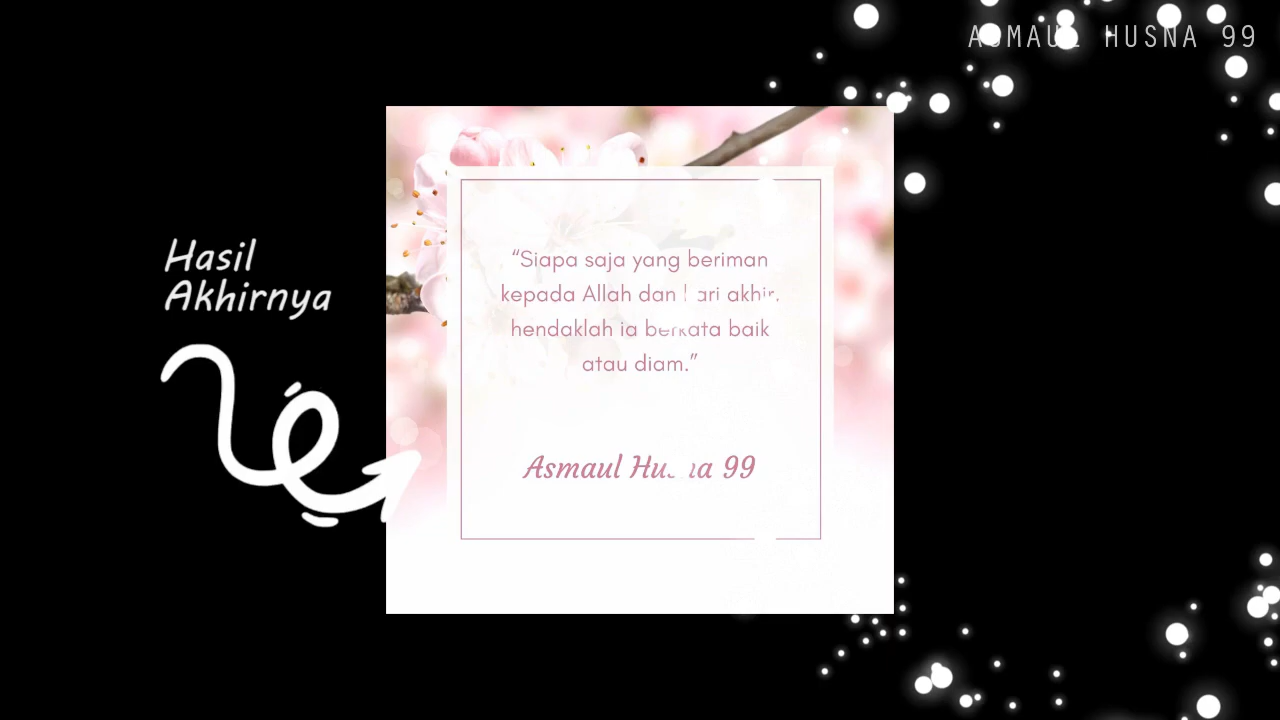 ASMAUL HUSNA 99
Hasil
Akhirnya
“Siapa saja yang beriman
kepada Allah dan hari akhir,
hendaklah ia berkata baik
atau diam.”
Asmaul Husna 99